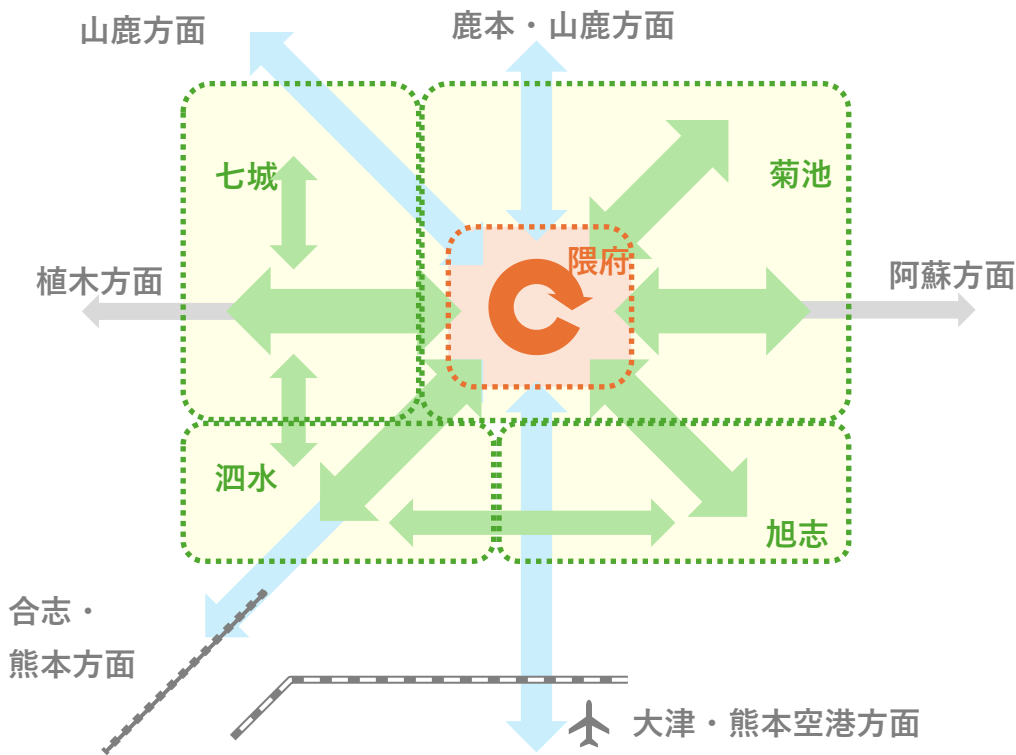 山鹿方面
鹿本・山鹿方面
七城
菊池
隈府
植木方面
阿蘇方面
泗水
旭志
合志・
熊本方面
大津・熊本空港方面